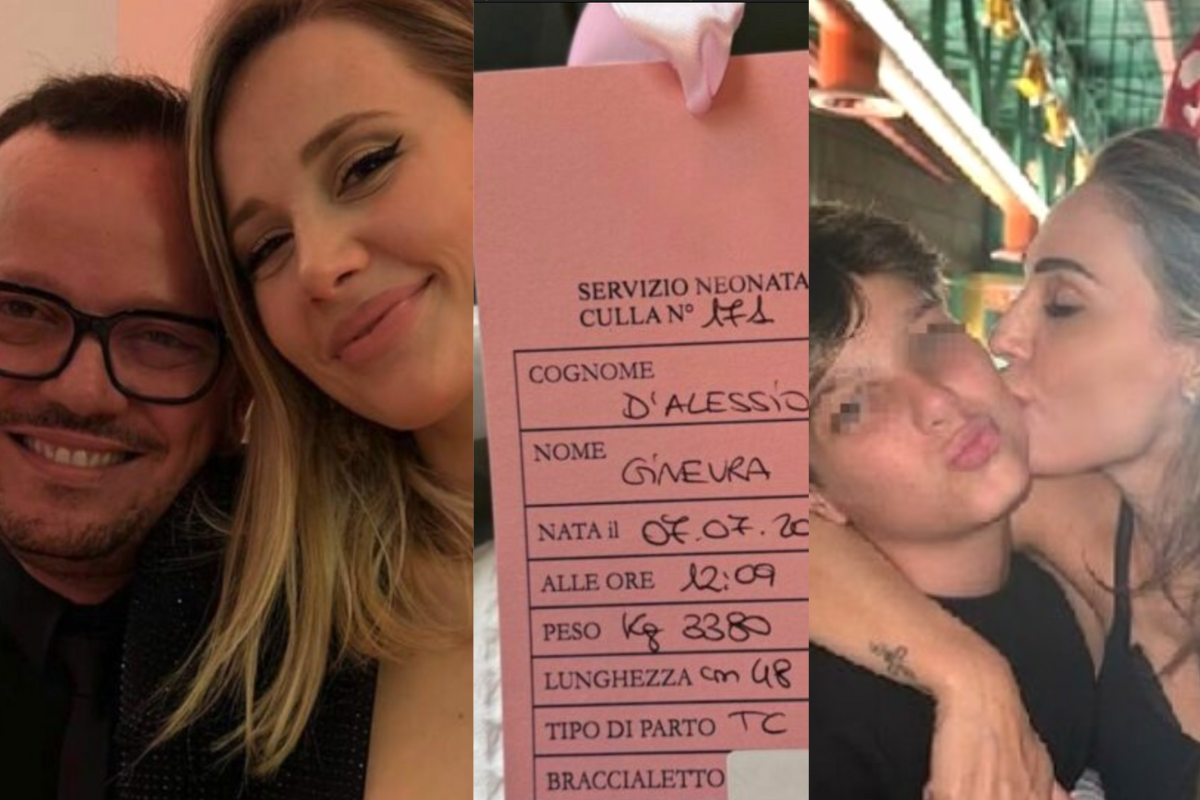 SERVIZIO NEONATA
CULLA N° 171
COGNOME
D'ALESSIO
NOME
GINEVRA
NATA il 07.07.20
ALLE ORE 12:09
PESO Kg 3380
LUNGHEZZA cm 48
TIPO DI PARTO TC
BRACCIALETTO